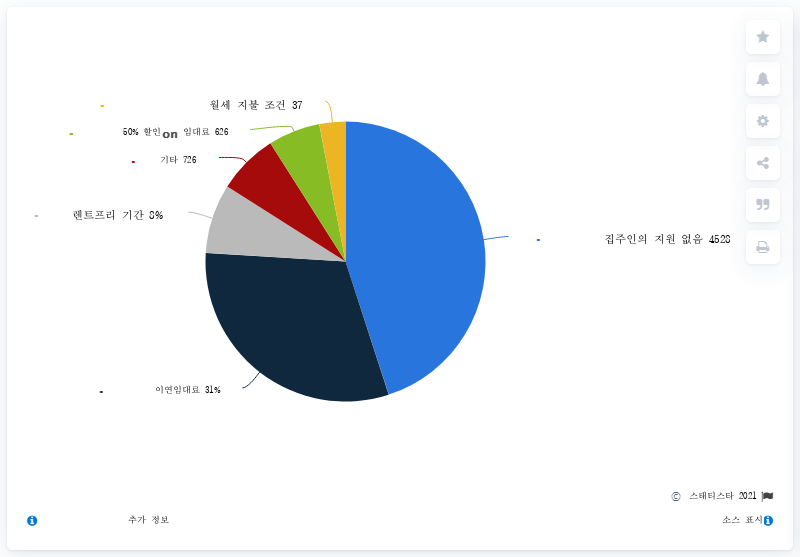 월세 지불 조건 37
50% 할인on 임대료 626
기타 726
렌트프리 기간 8%
집주인의 지원 없음 4528
이연임대료 31%
© 스태티스타 2021
추가 정보
소스 표시